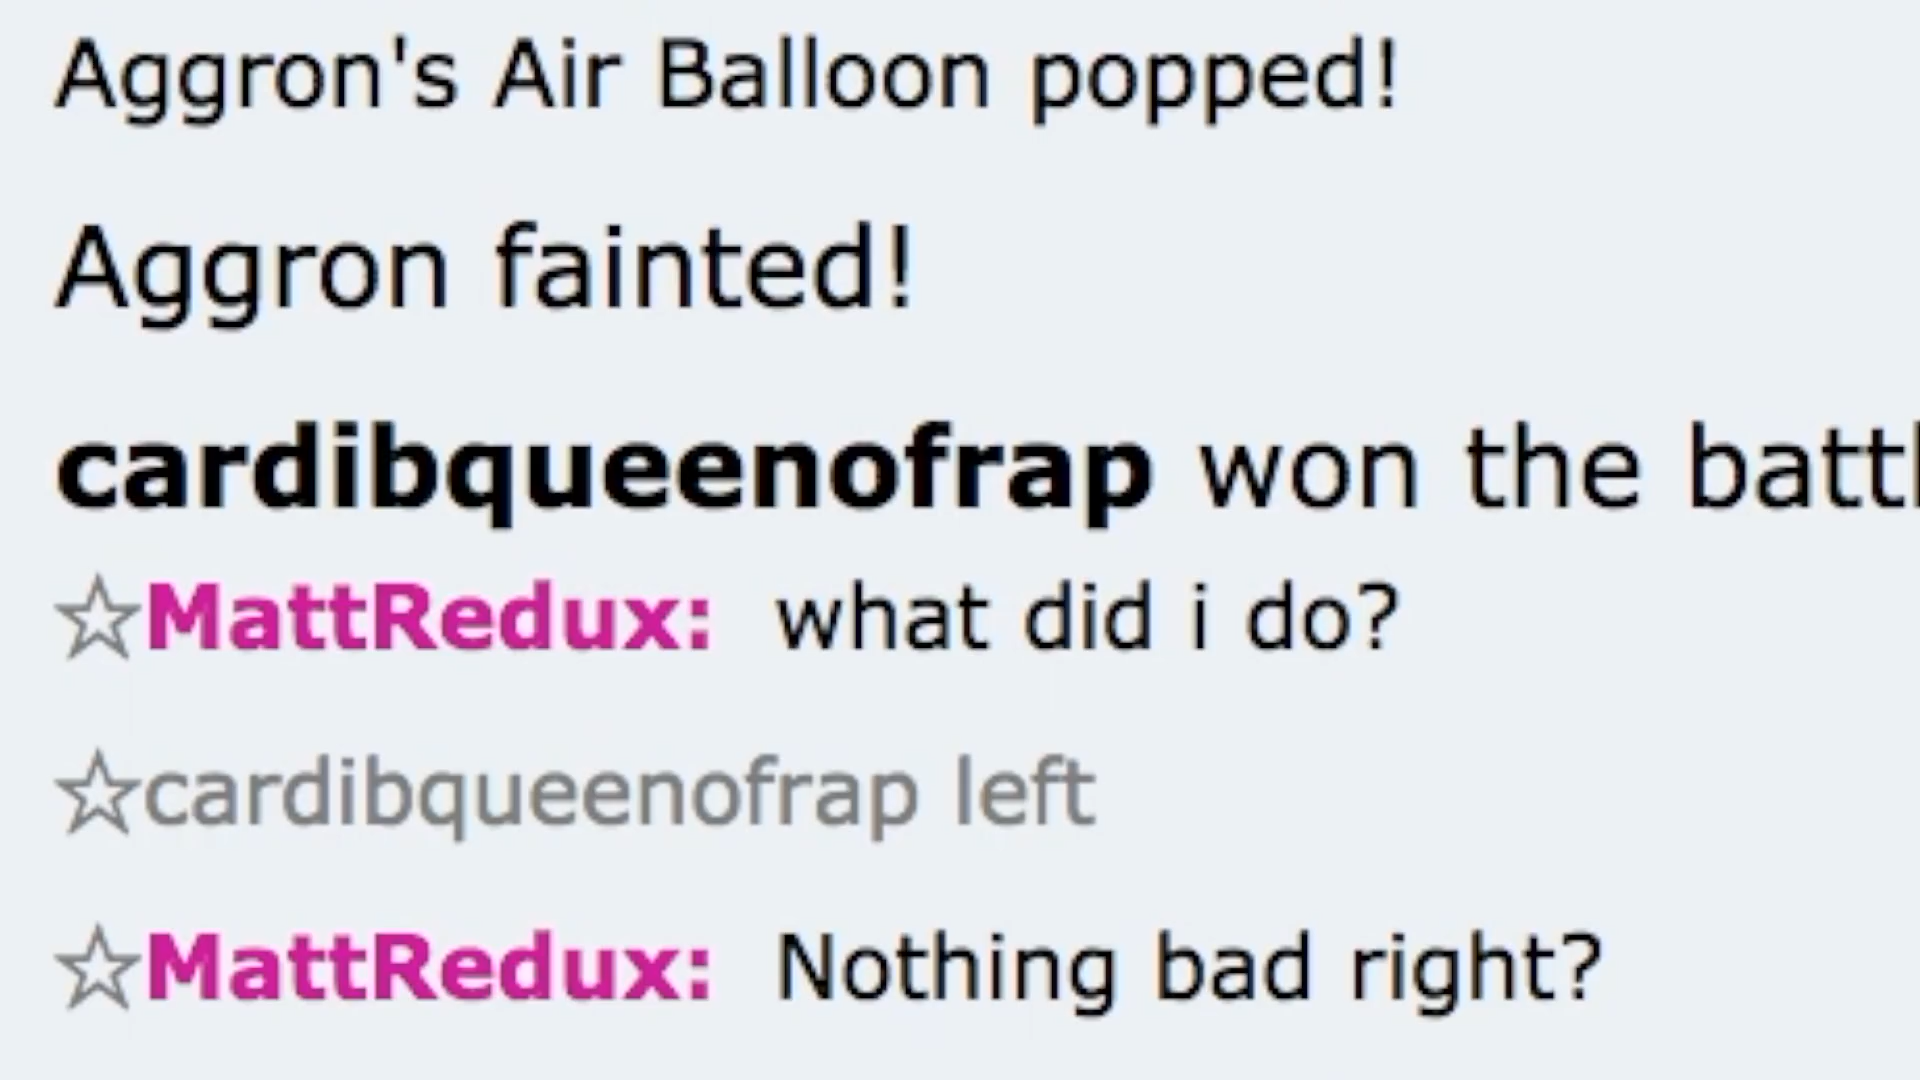 Aggron's Air Balloon popped!
Aggron fainted!
cardibqueenofrap won the battl
☆MattRedux: what did i do?
☆cardibqueenofrap left
☆MattRedux: Nothing bad right?